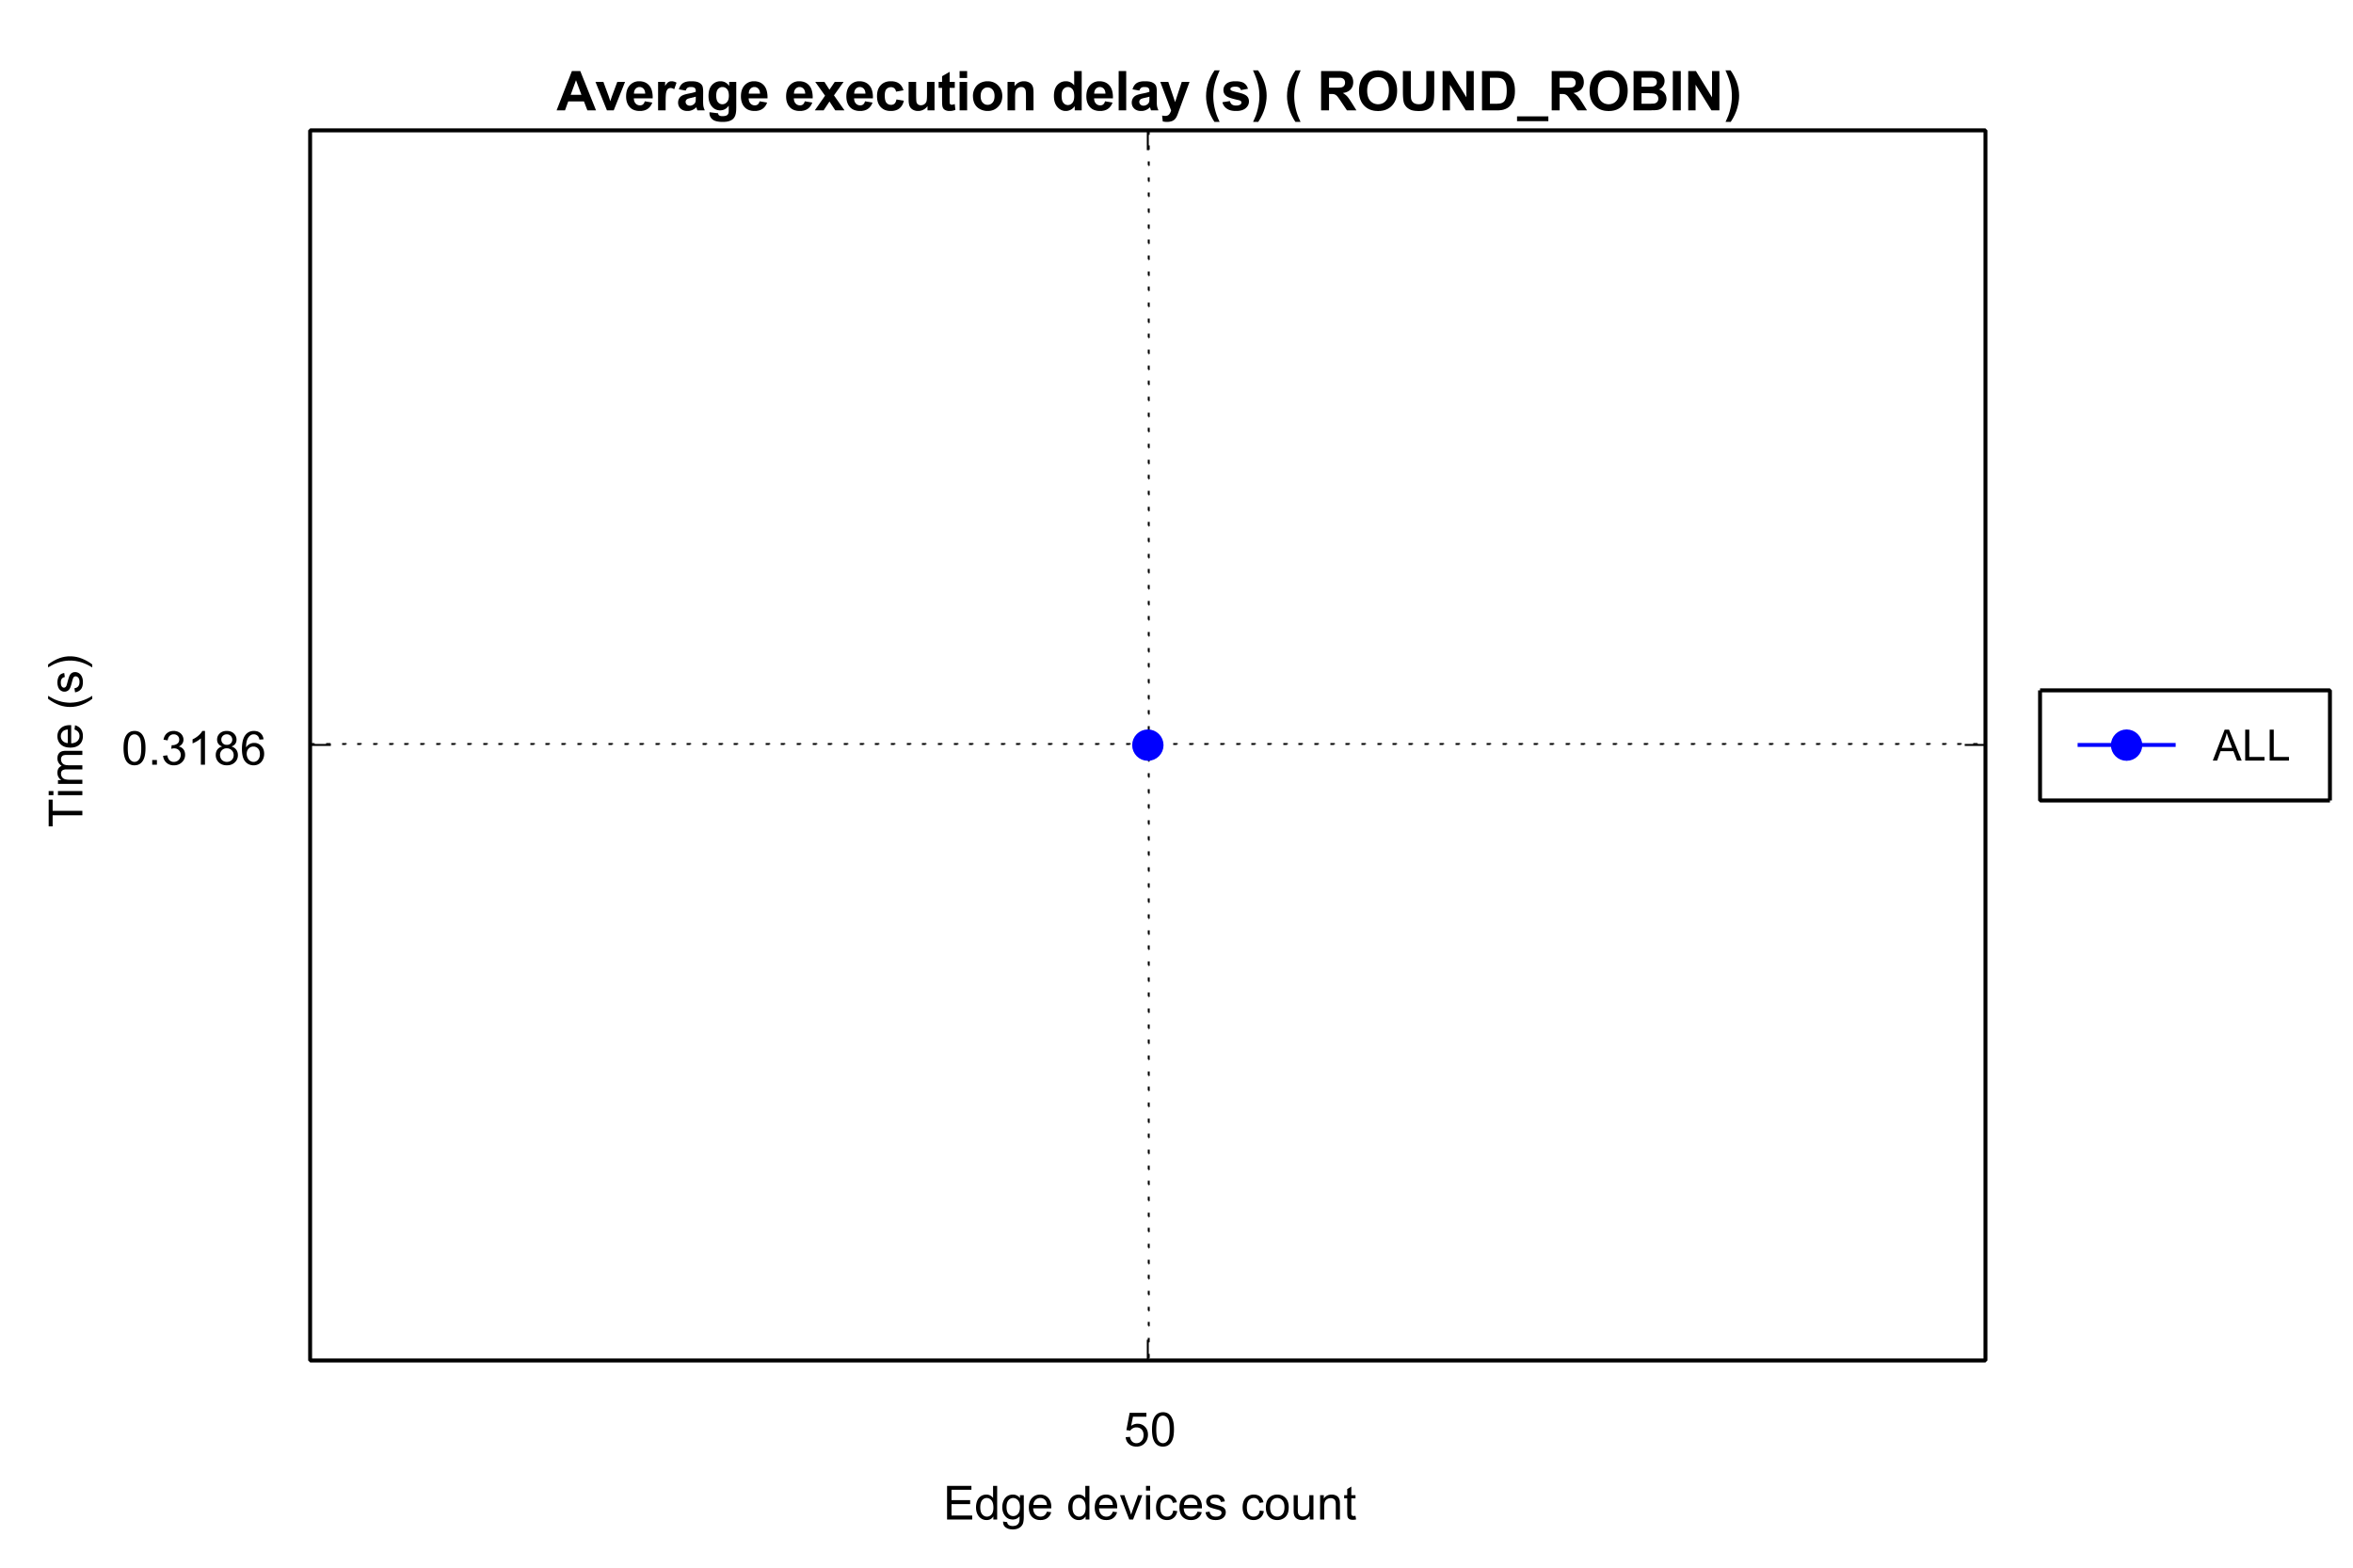 Average execution delay (s) ( ROUND_ROBIN)
Time (s)
0.3186
ALL
50
Edge devices count